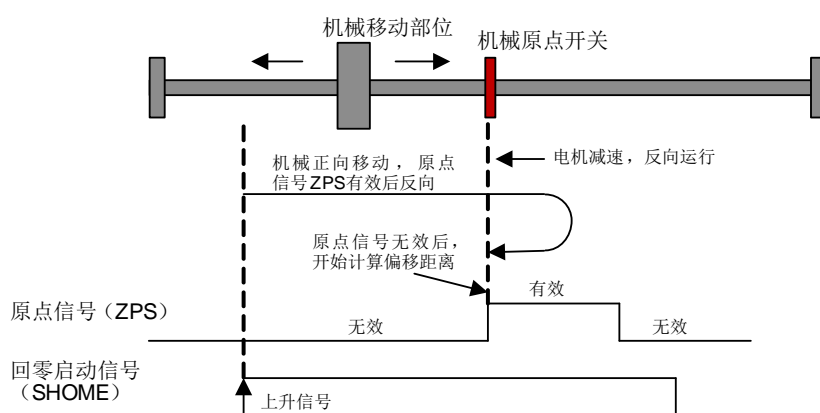 机械移动部位
机械原点开关
机械正向移动，原点
信号ZPS有效后反向
电机减速，反向运行
原点信号无效后，
开始计算偏移距离
原点信号（ZPS）
无效
有效
无效
回零启动信号
（SHOME）
上升信号